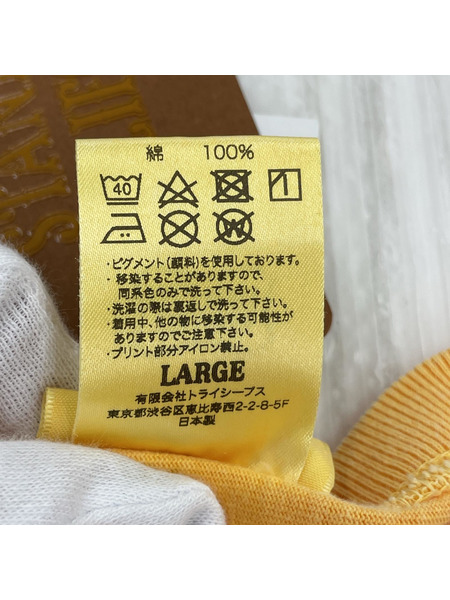 綿 100%
40
W
・ピグメント(顔料)を使用しております。
・移染することがありますので、
同系色のみで洗って下さい。
・洗濯の際は裏返しで洗って下さい。
・着用中、他の物に移染する可能性が
ありますのでご注意下さい。
・プリント部分アイロン禁止。
LARGE
有限会社トライシープス
東京都渋谷区恵比寿西2-2-8-5F
日本製